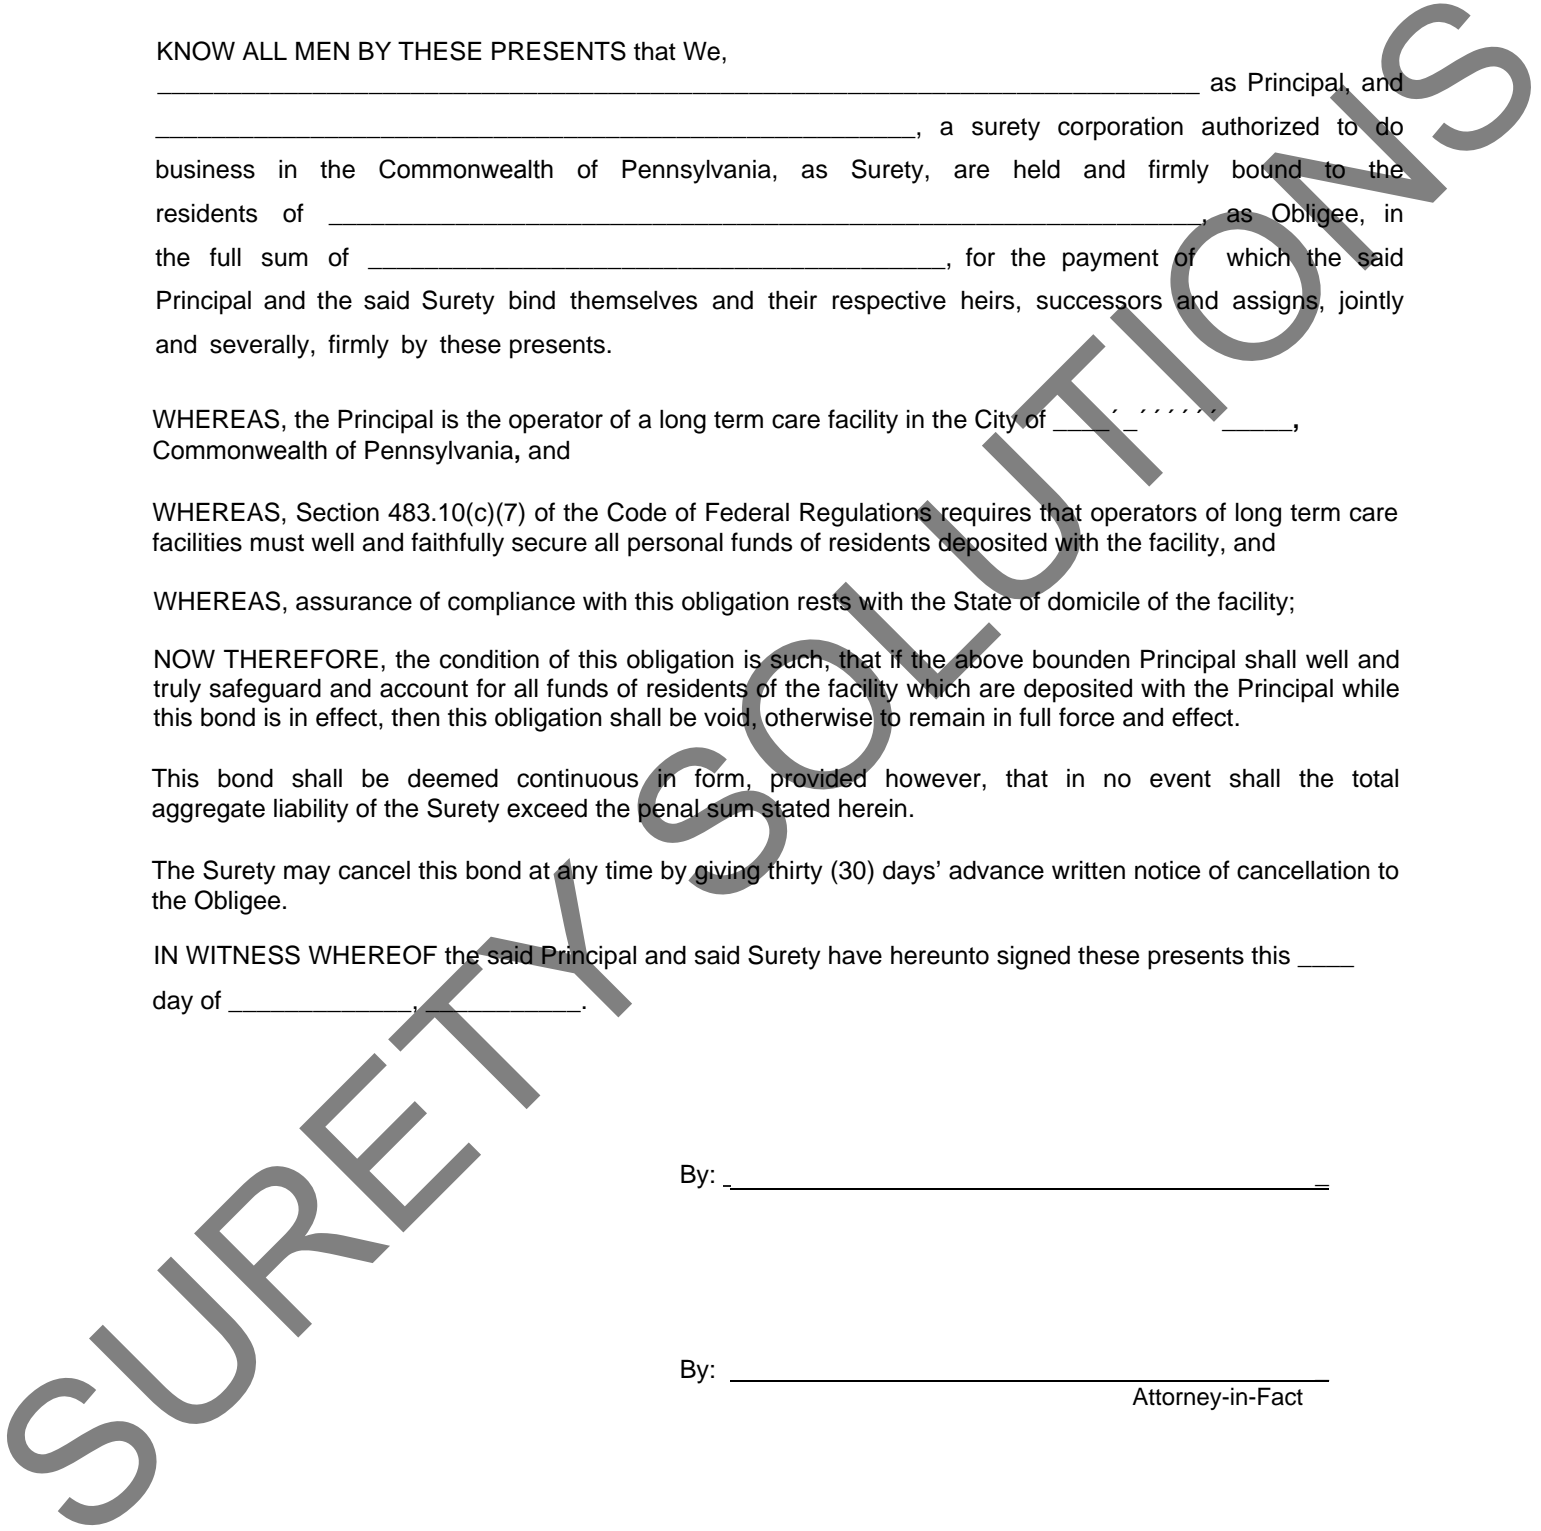 KNOW ALL MEN BY THESE PRESENTS that We,
__________________________________________________________________________ as Principal, and
______________________________________________________, a surety corporation authorized to do
business in the Commonwealth of Pennsylvania, as Surety, are held and firmly bound to the
residents of ______________________________________________________________, as Obligee, in
the full sum of _________________________________________, for the payment of which the said
Principal and the said Surety bind themselves and their respective heirs, successors and assigns, jointly
and severally, firmly by these presents.
WHEREAS, the Principal is the operator of a long term care facility in the City of ____´_´´´´´´_____,
Commonwealth of Pennsylvania, and
WHEREAS, Section 483.10(c)(7) of the Code of Federal Regulations requires that operators of long term care
facilities must well and faithfully secure all personal funds of residents deposited with the facility, and
WHEREAS, assurance of compliance with this obligation rests with the State of domicile of the facility;
NOW THEREFORE, the condition of this obligation is such, that if the above bounden Principal shall well and
truly safeguard and account for all funds of residents of the facility which are deposited with the Principal while
this bond is in effect, then this obligation shall be void, otherwise to remain in full force and effect.
This bond shall be deemed continuous in form, provided however, that in no event shall the total
aggregate liability of the Surety exceed the penal sum stated herein.
The Surety may cancel this bond at any time by giving thirty (30) days’ advance written notice of cancellation to
the Obligee.
IN WITNESS WHEREOF the said Principal and said Surety have hereunto signed these presents this ____
day of _____________, ___________.
By: ___________________________________________
By: ___________________________________________
Attorney-in-Fact
SURETY SOLUTIONS